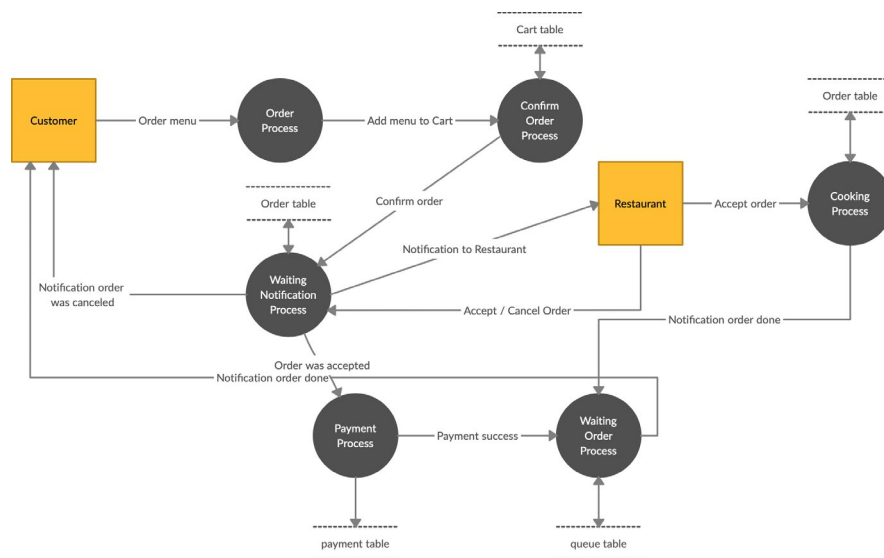 Cart table
Customer
Order menu
Order
Process
Add menu to Cart
Confirm
Order
Process
Order table
Order table
Confirm order
Restaurant
Accept order
Cooking
Process
Notification to Restaurant
Waiting
Notification
Process
Notification order
was canceled
Accept / Cancel Order
Notification order done
Order was accepted
Notification order done
Payment
Process
Payment success
Waiting
Order
Process
payment table
queue table